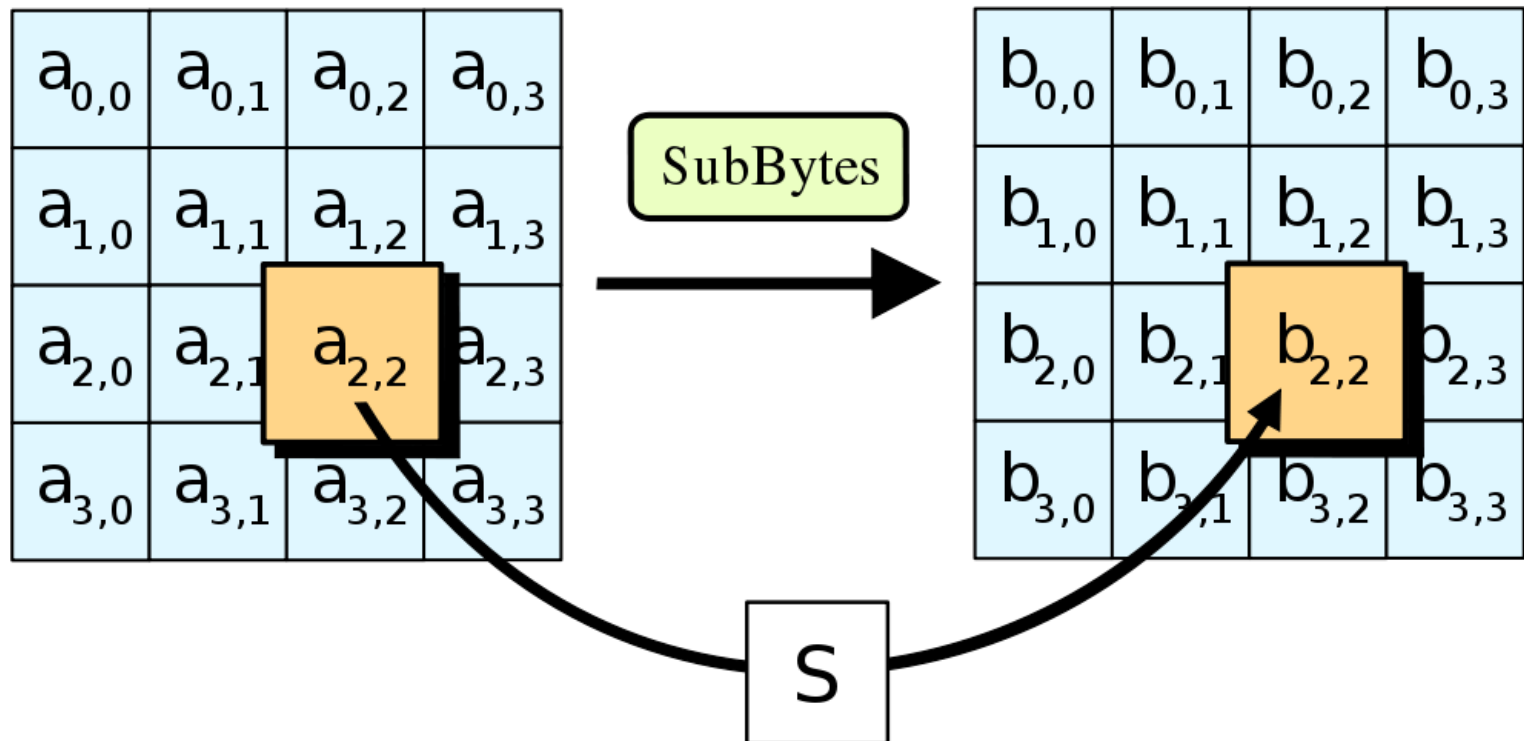 a0,0 a0,1 a0,2 a0,3
b0,0 b0,1 b0,2 b0,3
SubBytes
a1,0 a1,1 a1,2 a1,3
b1,0 b1,1 b1,2 b1,3
a2,0 a2,1 a2,2 a2,3
b2,0 b2,1 b2,2 b2,3
a3,0 a3,1 a3,2 a3,3
b3,0 b3,1 b3,2 b3,3
S